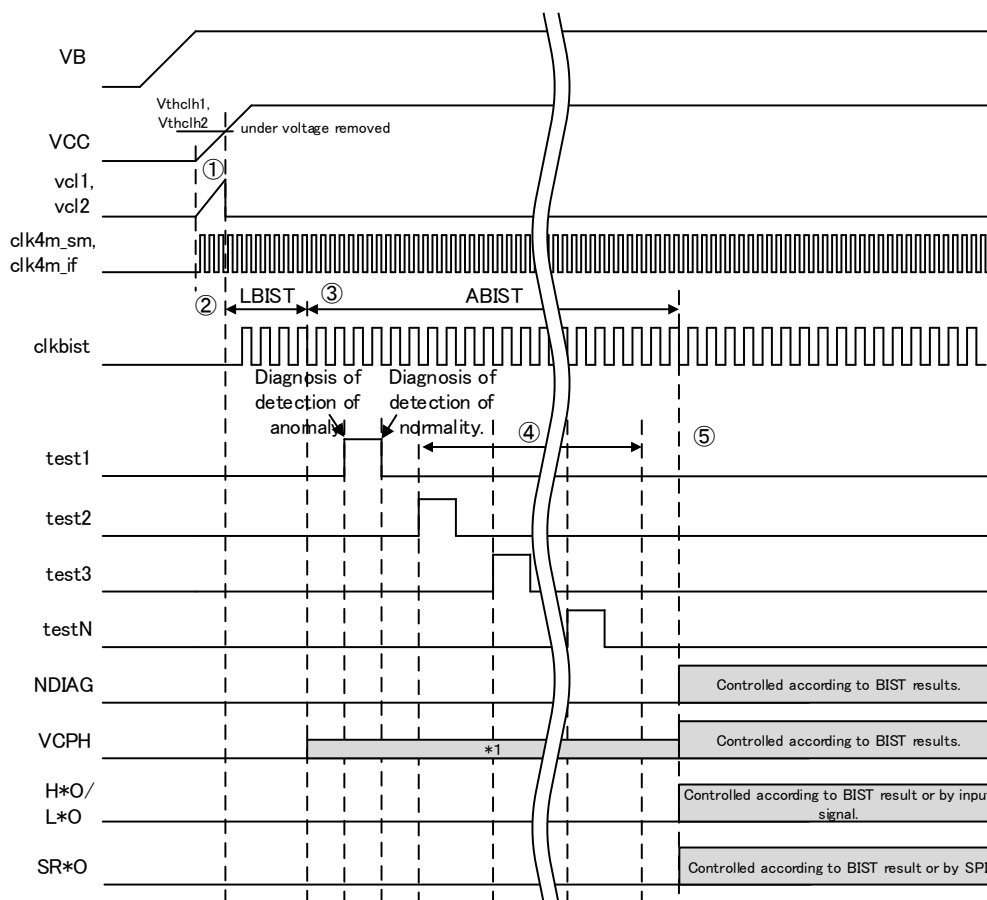 VB
Vthclh1,
Vthclh2
under voltage removed
VCC
①
vcl1,
vcl2
clk4m_sm,
clk4m_if
②
LBIST
③
ABIST
clkbist
Diagnosis of
detection of
anomaly.
Diagnosis of
detection of
normality.
④
⑤
test1
test2
test3
testN
NDIAG
Controlled according to BIST results.
VCPH
*1
Controlled according to BIST results.
H*O/
L*O
Controlled according to BIST result or by input
signal.
SR*O
Controlled according to BIST result or by SPI